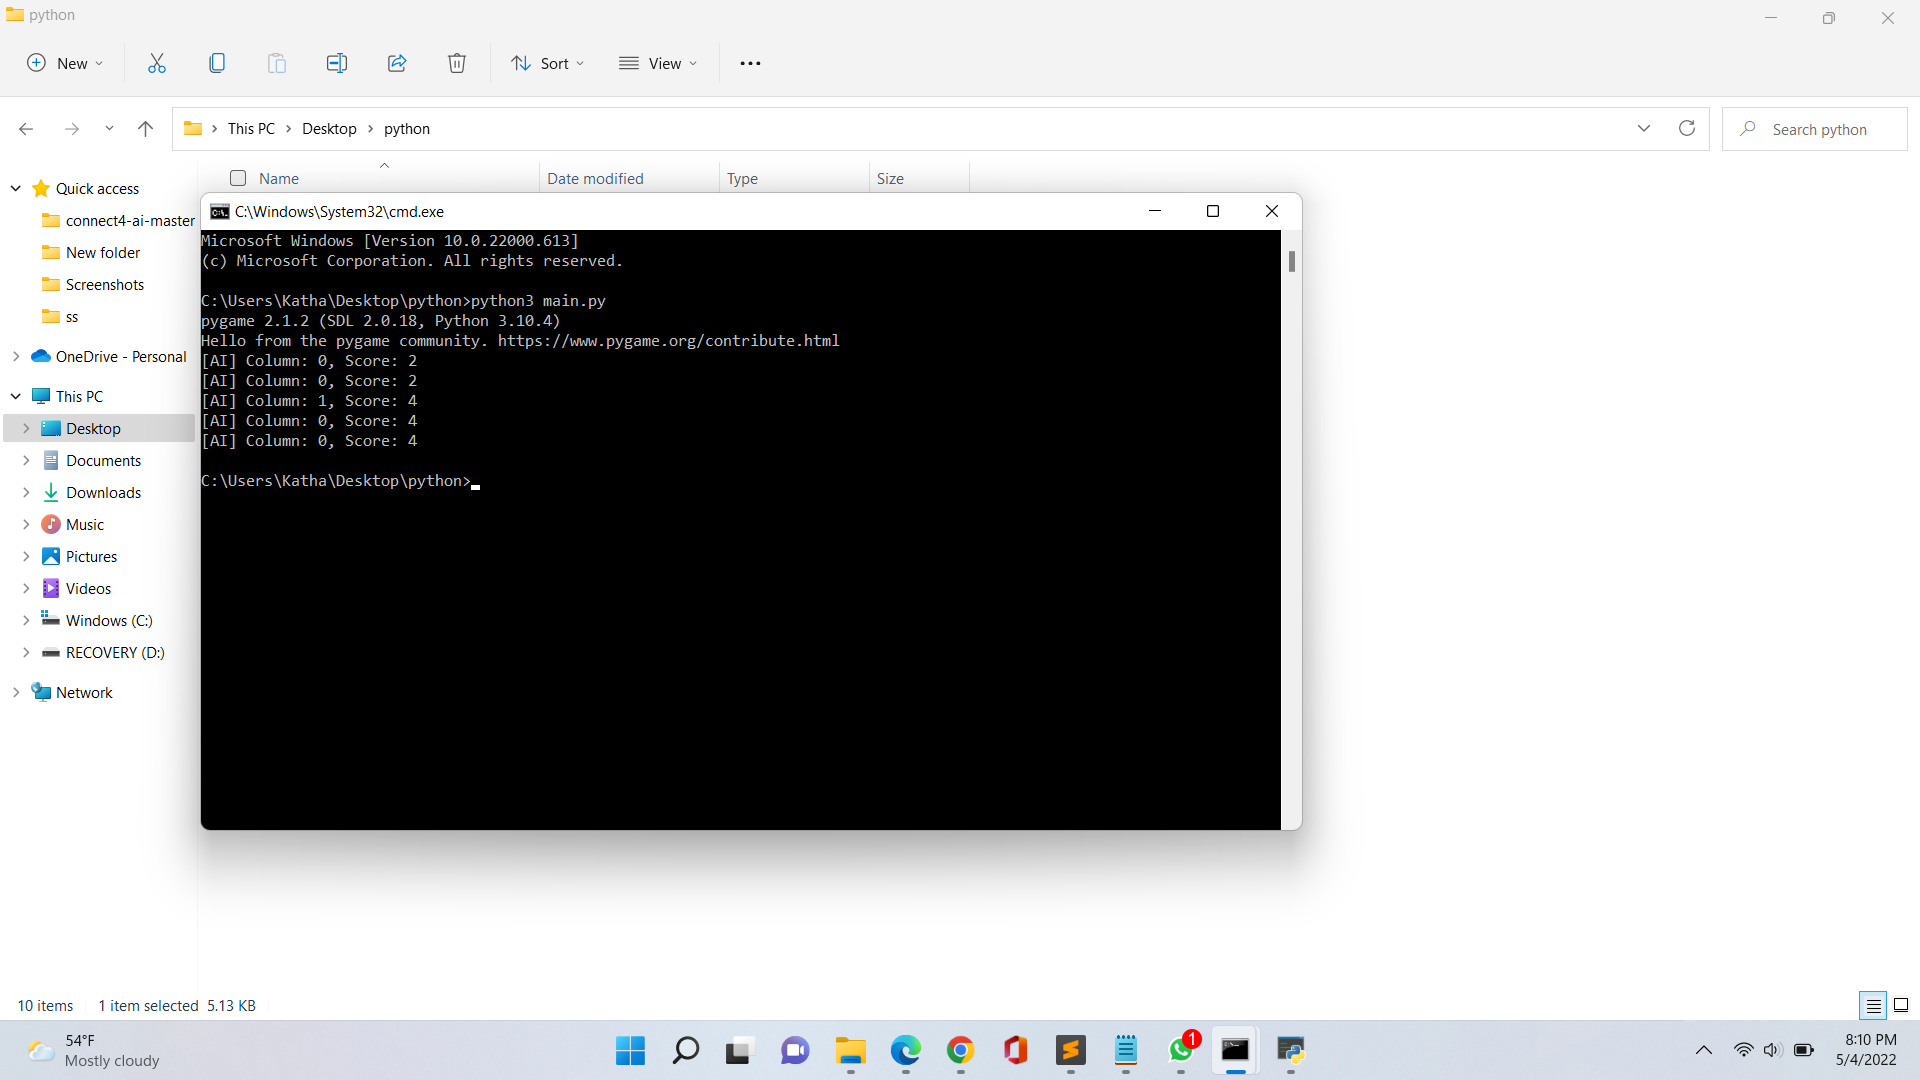 python
New
Sort
View
This PC
Desktop
python
Search python
Name
Date modified
Type
Size
Quick access
connect4-ai-master
New folder
Screenshots
ss
OneDrive - Personal
This PC
Desktop
Documents
Downloads
Music
Pictures
Videos
Windows (C:)
RECOVERY (D:)
Network
C:\Windows\System32\cmd.exe
Microsoft Windows [Version 10.0.22000.613]
(c) Microsoft Corporation. All rights reserved.
C:\Users\Katha\Desktop\python>python3 main.py
pygame 2.1.2 (SDL 2.0.18, Python 3.10.4)
Hello from the pygame community. https://www.pygame.org/contribute.html
[AI] Column: 0, Score: 2
[AI] Column: 0, Score: 2
[AI] Column: 1, Score: 4
[AI] Column: 0, Score: 4
[AI] Column: 0, Score: 4
C:\Users\Katha\Desktop\python>
10 items 1 item selected 5.13 KB
54°F
Mostly cloudy
1
8:10 PM
5/4/2022